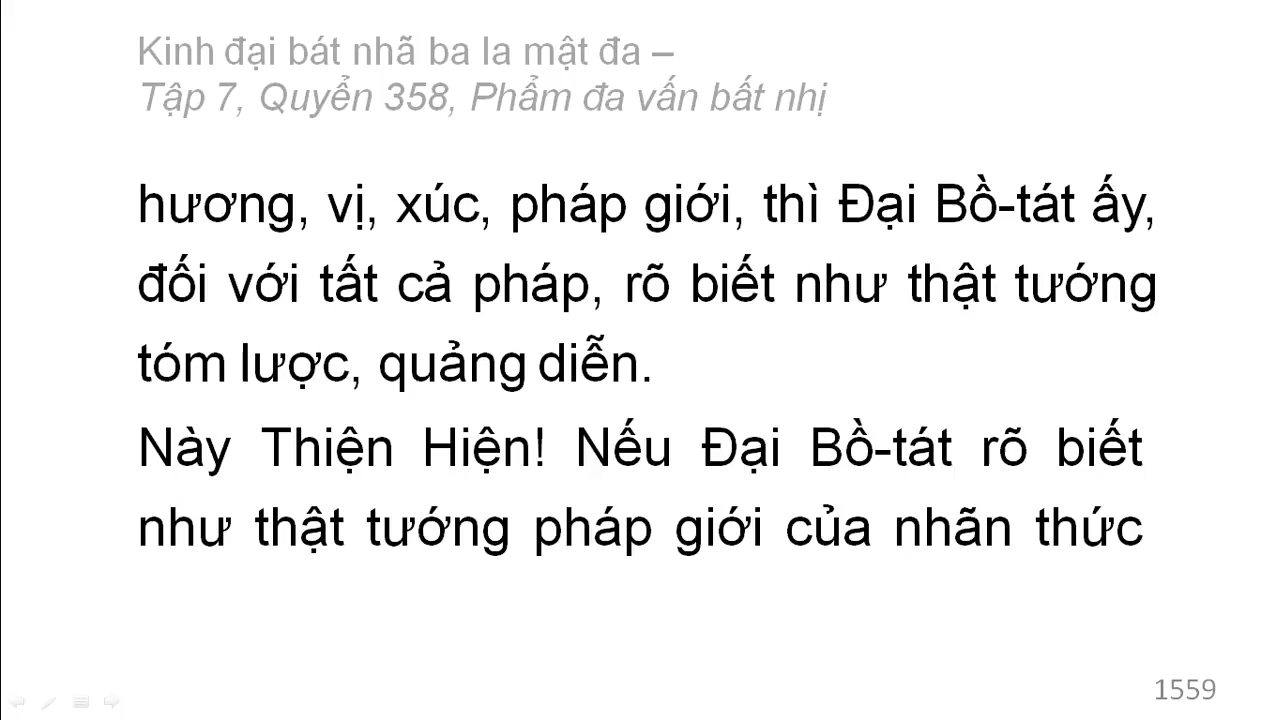 Kinh đại bát nhã ba la mật đa –
Tập 7, Quyển 358, Phẩm đa vấn bất nhị
hương, vị, xúc, pháp giới, thì Đại Bồ-tát ấy,
đối với tất cả pháp, rõ biết như thật tướng
tóm lược, quảng diễn.
Này Thiện Hiện! Nếu Đại Bồ-tát rõ biết
như thật tướng pháp giới của nhãn thức
1559